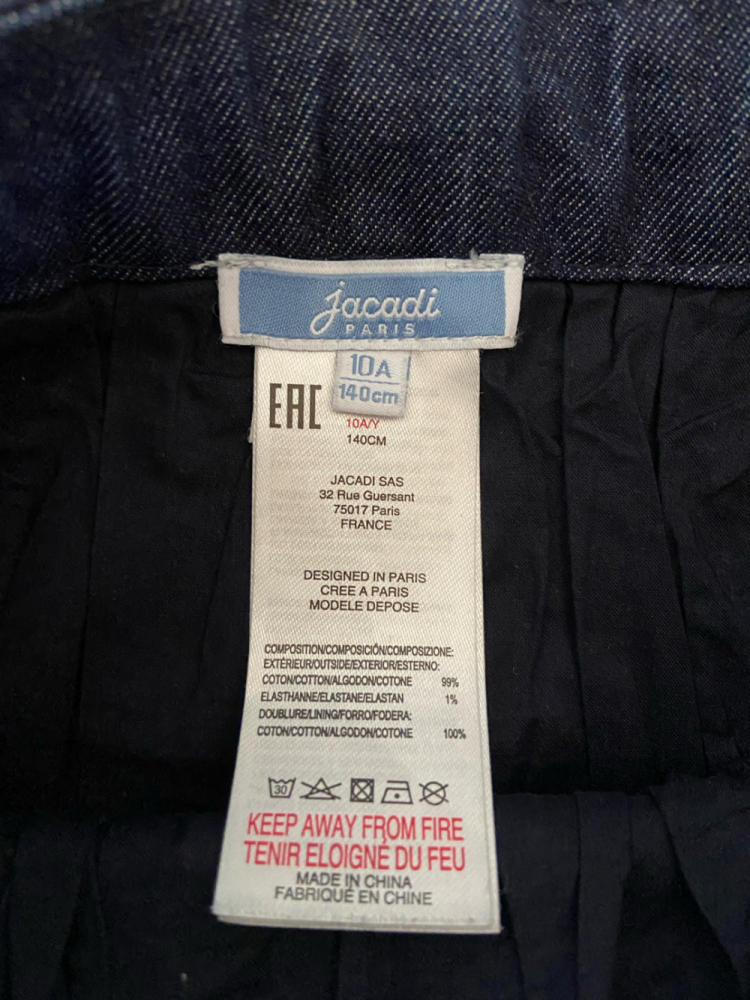 jacadi
PARIS
10A
140cm
EAC
10A/Y
140CM
JACADI SAS
32 Rue Guersant
75017 Paris
FRANCE
DESIGNED IN PARIS
CREE A PARIS
MODELE DEPOSE
COMPOSITION/COMPOSICIÓN/COMPOSIZIONE:
EXTÉRIEUR/OUTSIDE/EXTERIOR/ESTERNO:
COTON/COTTON/ALGODON/COTONE 99%
ELASTHANNE/ELASTANE/ELASTAN 1%
DOUBLURE/LINING/FORRO/FODERA:
COTON/COTTON/ALGODON/COTONE 100%
30
KEEP AWAY FROM FIRE
TENIR ELOIGNÉ DU FEU
MADE IN CHINA
FABRIQUÉ EN CHINE